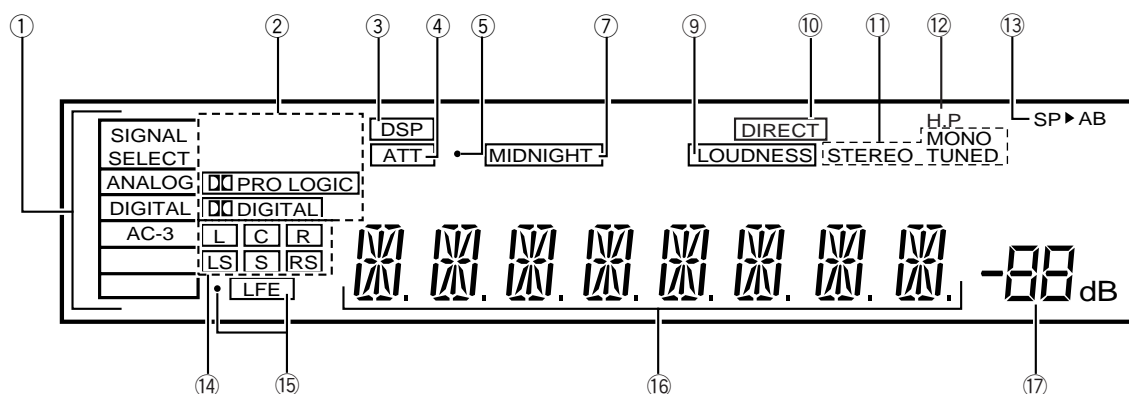 ① ② ③ ④ ⑤ ⑦ ⑨ ⑩ ⑪ ⑫ ⑬
SIGNAL SELECT
ANALOG
DIGITAL
AC-3
PRO LOGIC
DIGITAL
L C R
LS S RS
LFE
DSP
ATT
MIDNIGHT
DIRECT
LOUDNESS
STEREO
H.P
MONO
TUNED
SP▶AB
-88 dB
⑭ ⑮ ⑯ ⑰